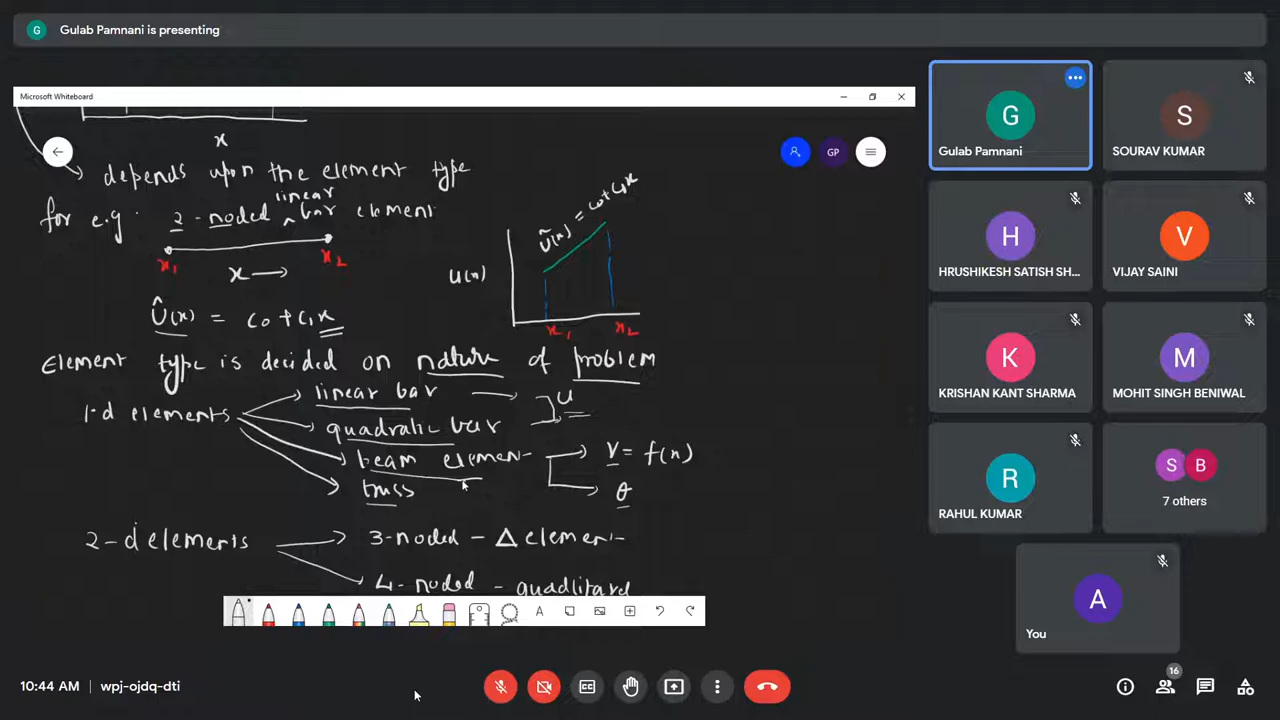 G Gulab Pamnani is presenting
Microsoft Whiteboard
x
GP
depends upon the element type
linear
for e.g : 2 - noded ^ bar element
x1 x2
x →
Û(x) = c0 + c1x
u(x)
ũ(x) = c0 + c1x
x1 x2
Element type is decided on nature of problem
1-d elements
linear bar
quadratic bar
u
beam element
v = f(x)
θ
truss
2-d elements
3-noded - Δ element
4-noded - quadlitard
A
G
Gulab Pamnani
S
SOURAV KUMAR
H
HRUSHIKESH SATISH SH...
V
VIJAY SAINI
K
KRISHAN KANT SHARMA
M
MOHIT SINGH BENIWAL
R
RAHUL KUMAR
S B
7 others
A
You
10:44 AM | wpj-ojdq-dti
16